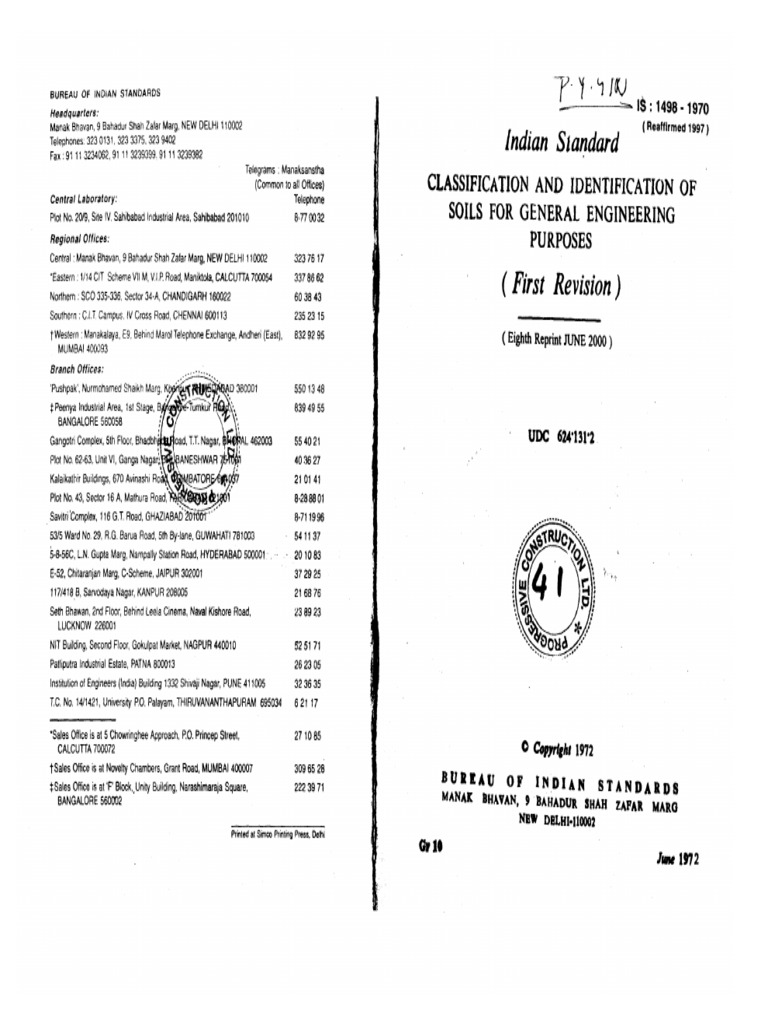 BUREAU OF INDIAN STANDARDS
Headquarters:
Manak Bhavan, 9 Bahadur Shah Zafar Marg, NEW DELHI 110002
Telephones: 323 0131, 323 3375, 323 9402
Fax : 91 11 3234062, 91 11 3239399, 91 11 3239382
Telegrams : Manaksanstha
(Common to all Offices)
Central Laboratory: Telephone
Plot No. 20/9, Site IV, Sahibabad Industrial Area, Sahibabad 201010 8-77 00 32
Regional Offices:
Central : Manak Bhavan, 9 Bahadur Shah Zafar Marg, NEW DELHI 110002 323 76 17
*Eastern : 1/14 CIT Scheme VII M, V.I.P. Road, Maniktola, CALCUTTA 700054 337 86 62
Northern : SCO 335-336, Sector 34-A, CHANDIGARH 160022 60 38 43
Southern : C.I.T. Campus, IV Cross Road, CHENNAI 600113 235 23 15
†Western : Manakalaya, E9, Behind Marol Telephone Exchange, Andheri (East), 832 92 95
MUMBAI 400093
Branch Offices:
'Pushpak', Nurmohamed Shaikh Marg, 380001 550 13 48
‡Peenya Industrial Area, 1st Stage, Bangalore-Tumkur Road 839 49 55
BANGALORE 560058
Gangotri Complex, 5th Floor, Bhadbhada Road, T.T. Nagar, BHOPAL 462003 55 40 21
Plot No. 62-63, Unit VI, Ganga Nagar, BHUBANESHWAR 751001 40 36 27
Kalaikathir Buildings, 670 Avinashi Road, COIMBATORE 641037 21 01 41
Plot No. 43, Sector 16 A, Mathura Road, 121001 8-28 88 01
Savitri Complex, 116 G.T. Road, GHAZIABAD 201001 8-71 19 96
53/5 Ward No. 29, R.G. Barua Road, 5th By-lane, GUWAHATI 781003 54 11 37
5-8-56C, L.N. Gupta Marg, Nampally Station Road, HYDERABAD 500001 20 10 83
E-52, Chitaranjan Marg, C-Scheme, JAIPUR 302001 37 29 25
117/418 B, Sarvodaya Nagar, KANPUR 208005 21 68 76
Seth Bhawan, 2nd Floor, Behind Leela Cinema, Naval Kishore Road, 23 89 23
LUCKNOW 226001
NIT Building, Second Floor, Gokulpat Market, NAGPUR 440010 52 51 71
Patliputra Industrial Estate, PATNA 800013 26 23 05
Institution of Engineers (India) Building 1332 Shivaji Nagar, PUNE 411005 32 36 35
T.C. No. 14/1421, University P.O. Palayam, THIRUVANANTHAPURAM 695034 6 21 17
*Sales Office is at 5 Chowringhee Approach, P.O. Princep Street, 27 10 85
CALCUTTA 700072
†Sales Office is at Novelty Chambers, Grant Road, MUMBAI 400007 309 65 28
‡Sales Office is at 'F' Block, Unity Building, Narashimaraja Square, 222 39 71
BANGALORE 560002
Printed at Simco Printing Press, Delhi
IS : 1498 - 1970
( Reaffirmed 1997 )
Indian Standard
CLASSIFICATION AND IDENTIFICATION OF
SOILS FOR GENERAL ENGINEERING
PURPOSES
( First Revision )
( Eighth Reprint JUNE 2000 )
UDC 624·131·2
PROGRESSIVE CONSTRUCTION LTD. *
41
© Copyright 1972
BUREAU OF INDIAN STANDARDS
MANAK BHAVAN, 9 BAHADUR SHAH ZAFAR MARG
NEW DELHI-110002
Gr 10
June 1972